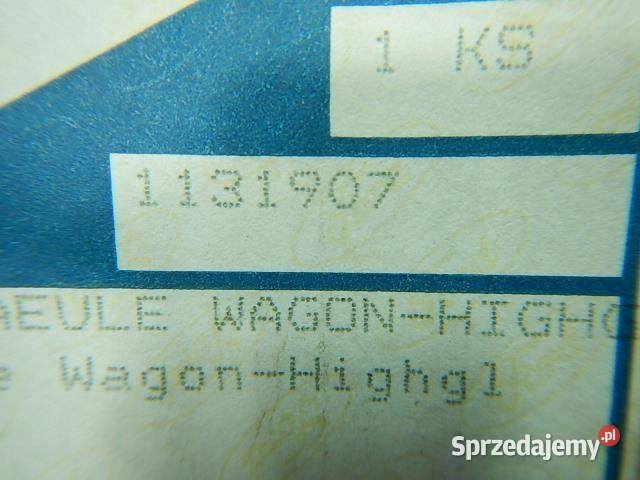 1 KS
1131907
AEULE WAGON-HIGHG
e Wagon-Highgl
Sprzedajemy.pl